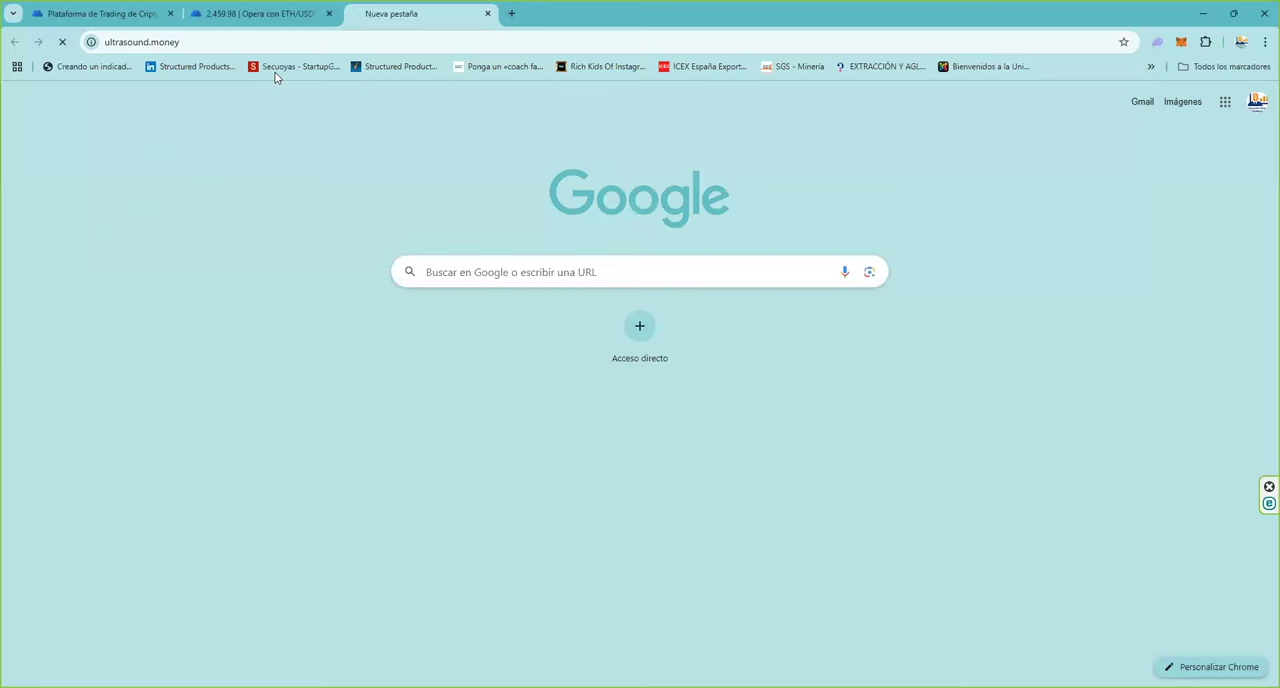 Plataforma de Trading de Crip
2,459.98 | Opera con ETH/USD
Nueva pestaña
ultrasound.money
Creando un indicad...
Structured Products...
Secuoyas - StartupG...
Structured Product...
Ponga un «coach fa...
Rich Kids Of Instagr...
ICEX España Export...
SGS - Minería
EXTRACCIÓN Y AGL...
Bienvenidos a la Uni...
Todos los marcadores
Gmail
Imágenes
Google
Buscar en Google o escribir una URL
Acceso directo
Personalizar Chrome